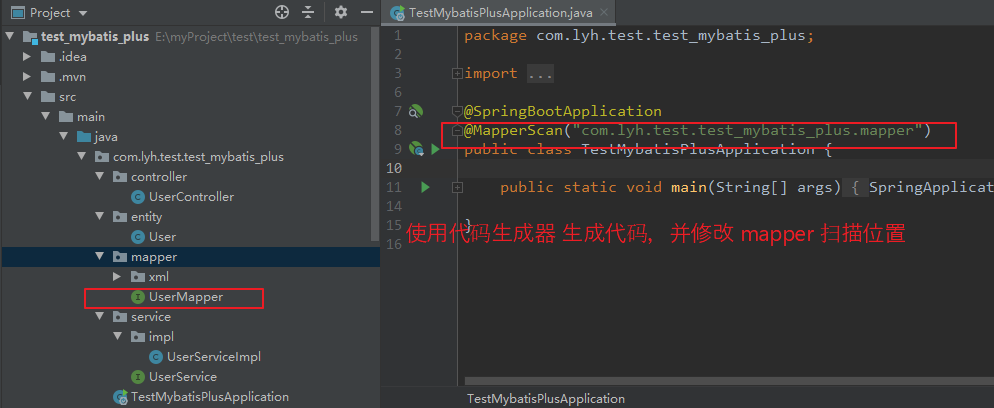 Project
test_mybatis_plus E:\myProject\test\test_mybatis_plus
.idea
.mvn
src
main
java
com.lyh.test.test_mybatis_plus
controller
UserController
entity
User
mapper
xml
UserMapper
service
impl
UserServiceImpl
UserService
TestMybatisPlusApplication
TestMybatisPlusApplication.java
1 package com.lyh.test.test_mybatis_plus;
2
3 import ...
6
7 @SpringBootApplication
8 @MapperScan("com.lyh.test.test_mybatis_plus.mapper")
9 public class TestMybatisPlusApplication {
10
11 public static void main(String[] args) { SpringApplicat
14
15 }
16
使用代码生成器 生成代码，并修改 mapper 扫描位置
TestMybatisPlusApplication